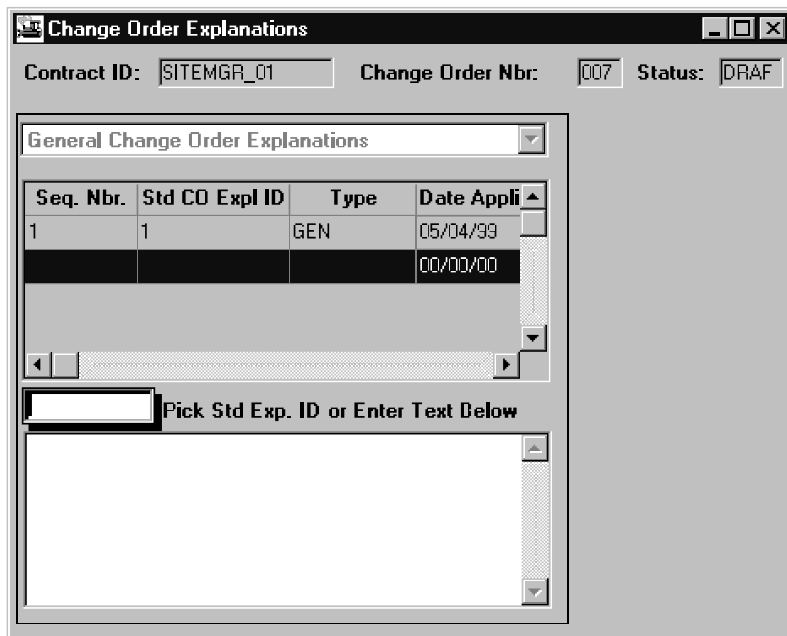 Change Order Explanations
Contract ID: SITEMGR_01 Change Order Nbr: 007 Status: DRAF
General Change Order Explanations
Seq. Nbr. Std CO Expl ID Type Date Appli
1 1 GEN 05/04/99
00/00/00
Pick Std Exp. ID or Enter Text Below